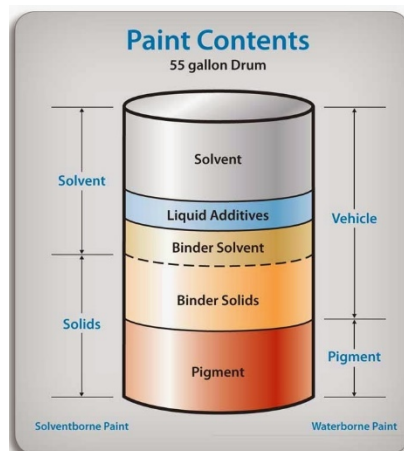 Paint Contents
55 gallon Drum
Solvent
Solvent
Liquid Additives
Vehicle
Binder Solvent
Binder Solids
Solids
Pigment
Pigment
Solventborne Paint
Waterborne Paint